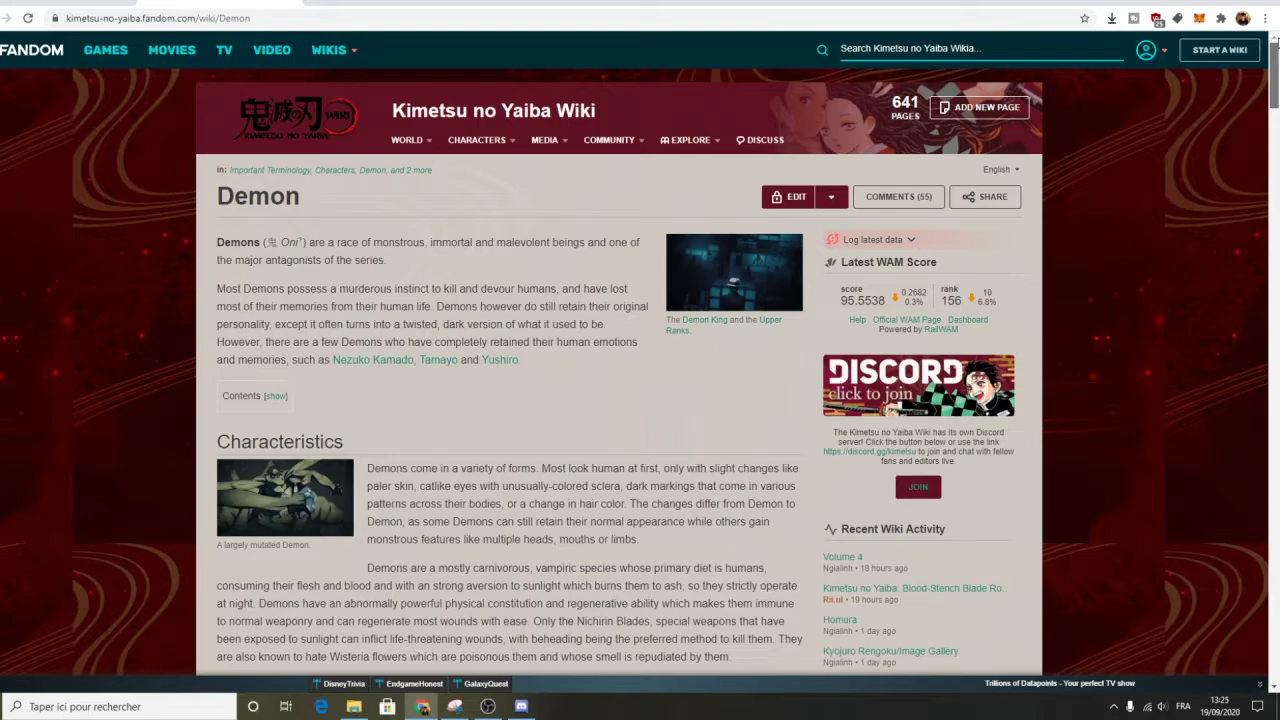 kimetsu-no-yaiba.fandom.com/wiki/Demon
25
FANDOM
GAMES
MOVIES
TV
VIDEO
WIKIS
Search Kimetsu no Yaiba Wikia...
START A WIKI
鬼滅の刃 WIKI
KIMETSU NO YAIBA
Kimetsu no Yaiba Wiki
641
PAGES
ADD NEW PAGE
WORLD
CHARACTERS
MEDIA
COMMUNITY
EXPLORE
DISCUSS
in: Important Terminology, Characters, Demon, and 2 more
English
Demon
EDIT
COMMENTS (55)
SHARE
Demons (鬼 Oni?) are a race of monstrous, immortal and malevolent beings and one of
the major antagonists of the series.
Most Demons possess a murderous instinct to kill and devour humans, and have lost
most of their memories from their human life. Demons however do still retain their original
personality, except it often turns into a twisted, dark version of what it used to be.
However, there are a few Demons who have completely retained their human emotions
and memories, such as Nezuko Kamado, Tamayo and Yushiro.
The Demon King and the Upper
Ranks.
Contents [show]
Characteristics
A largely mutated Demon.
Demons come in a variety of forms. Most look human at first, only with slight changes like
paler skin, catlike eyes with unusually-colored sclera, dark markings that come in various
patterns across their bodies, or a change in hair color. The changes differ from Demon to
Demon, as some Demons can still retain their normal appearance while others gain
monstrous features like multiple heads, mouths or limbs.
Demons are a mostly carnivorous, vampiric species whose primary diet is humans,
consuming their flesh and blood and with an strong aversion to sunlight which burns them to ash, so they strictly operate
at night. Demons have an abnormally powerful physical constitution and regenerative ability which makes them immune
to normal weaponry and can regenerate most wounds with ease. Only the Nichirin Blades, special weapons that have
been exposed to sunlight can inflict life-threatening wounds, with beheading being the preferred method to kill them. They
are also known to hate Wisteria flowers which are poisonous them and whose smell is repudiated by them.
Log latest data
Latest WAM Score
score
95.5538
0.2682
0.3%
rank
156
10
6.8%
Help Official WAM Page Dashboard
Powered by RailWAM
DISCORD
click to join
The Kimetsu no Yaiba Wiki has its own Discord
server! Click the button below or use the link
https://discord.gg/kimetsu to join and chat with fellow
fans and editors live.
JOIN
Recent Wiki Activity
Volume 4
Ngialinh • 18 hours ago
Kimetsu no Yaiba: Blood-Stench Blade Ro..
Rii.ul • 19 hours ago
Homura
Ngialinh • 1 day ago
Kyojuro Rengoku/Image Gallery
Ngialinh • 1 day ago
DisneyTrivia
EndgameHonest
GalaxyQuest
Trillions of Datapoints - Your perfect TV show
Taper ici pour rechercher
FRA
13:25
19/09/2020